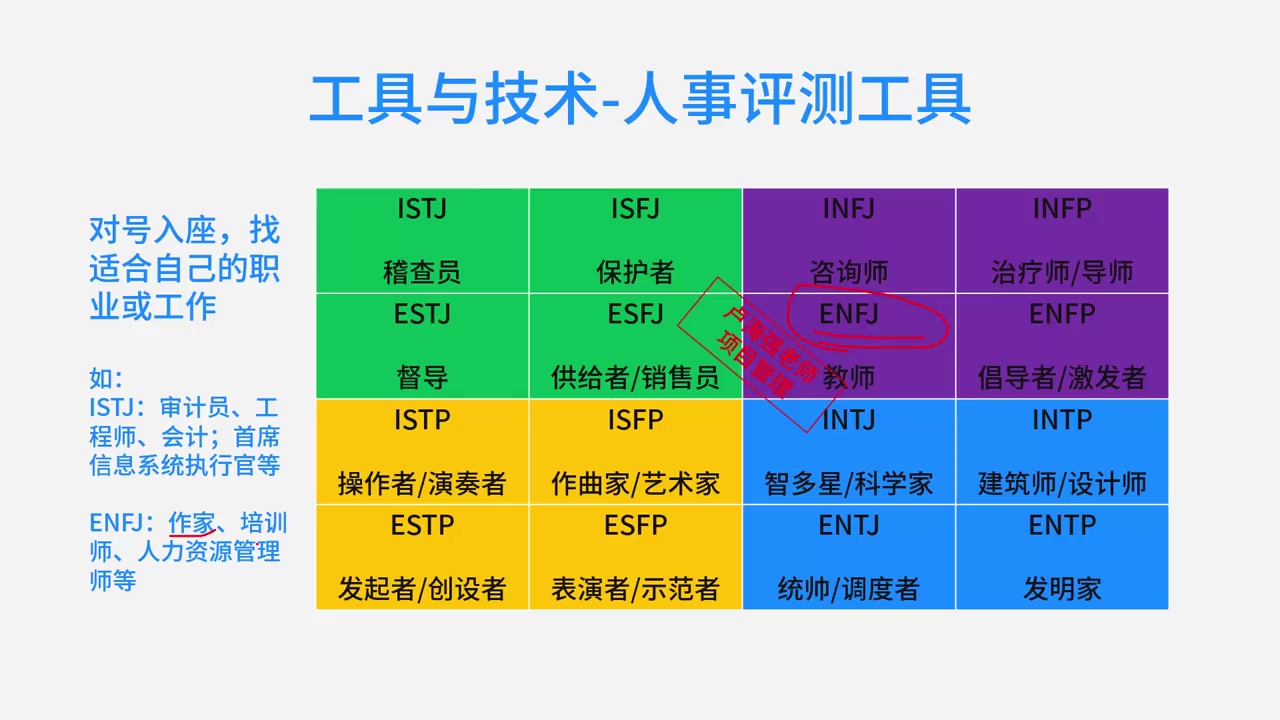 工具与技术-人事评测工具
对号入座，找
适合自己的职
业或工作
如：
ISTJ：审计员、工
程师、会计；首席
信息系统执行官等
ENFJ：作家、培训
师、人力资源管理
师等
ISTJ
稽查员
ISFJ
保护者
INFJ
咨询师
INFP
治疗师/导师
ESTJ
督导
ESFJ
供给者/销售员
ENFJ
教师
ENFP
倡导者/激发者
ISTP
操作者/演奏者
ISFP
作曲家/艺术家
INTJ
智多星/科学家
INTP
建筑师/设计师
ESTP
发起者/创设者
ESFP
表演者/示范者
ENTJ
统帅/调度者
ENTP
发明家
卢海强老师
项目管理